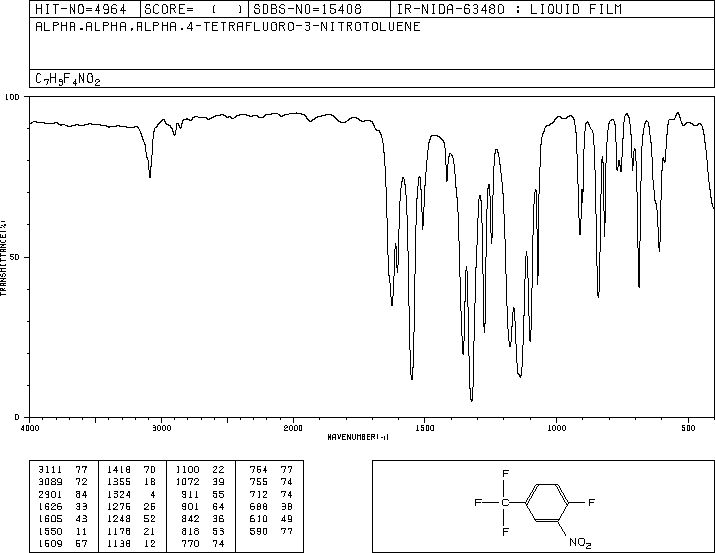 HIT-NO=4964 SCORE= ( ) SDBS-NO=15408 IR-NIDA-63480 : LIQUID FILM
ALPHA,ALPHA,ALPHA,4-TETRAFLUORO-3-NITROTOLUENE
C7H3F4NO2
100
50
0
TRANSMITTANCE(%)
4000 3000 2000 1500 1000 500
WAVENUMBER(-1)
3111 77 1418 70 1100 22 764 77
3089 72 1355 18 1072 39 755 74
2901 84 1324 4 911 55 712 74
1626 33 1276 26 901 64 688 38
1605 43 1248 52 842 36 610 49
1550 11 1178 21 818 53 590 77
1509 67 1138 12 770 74
F
F C F
F NO2